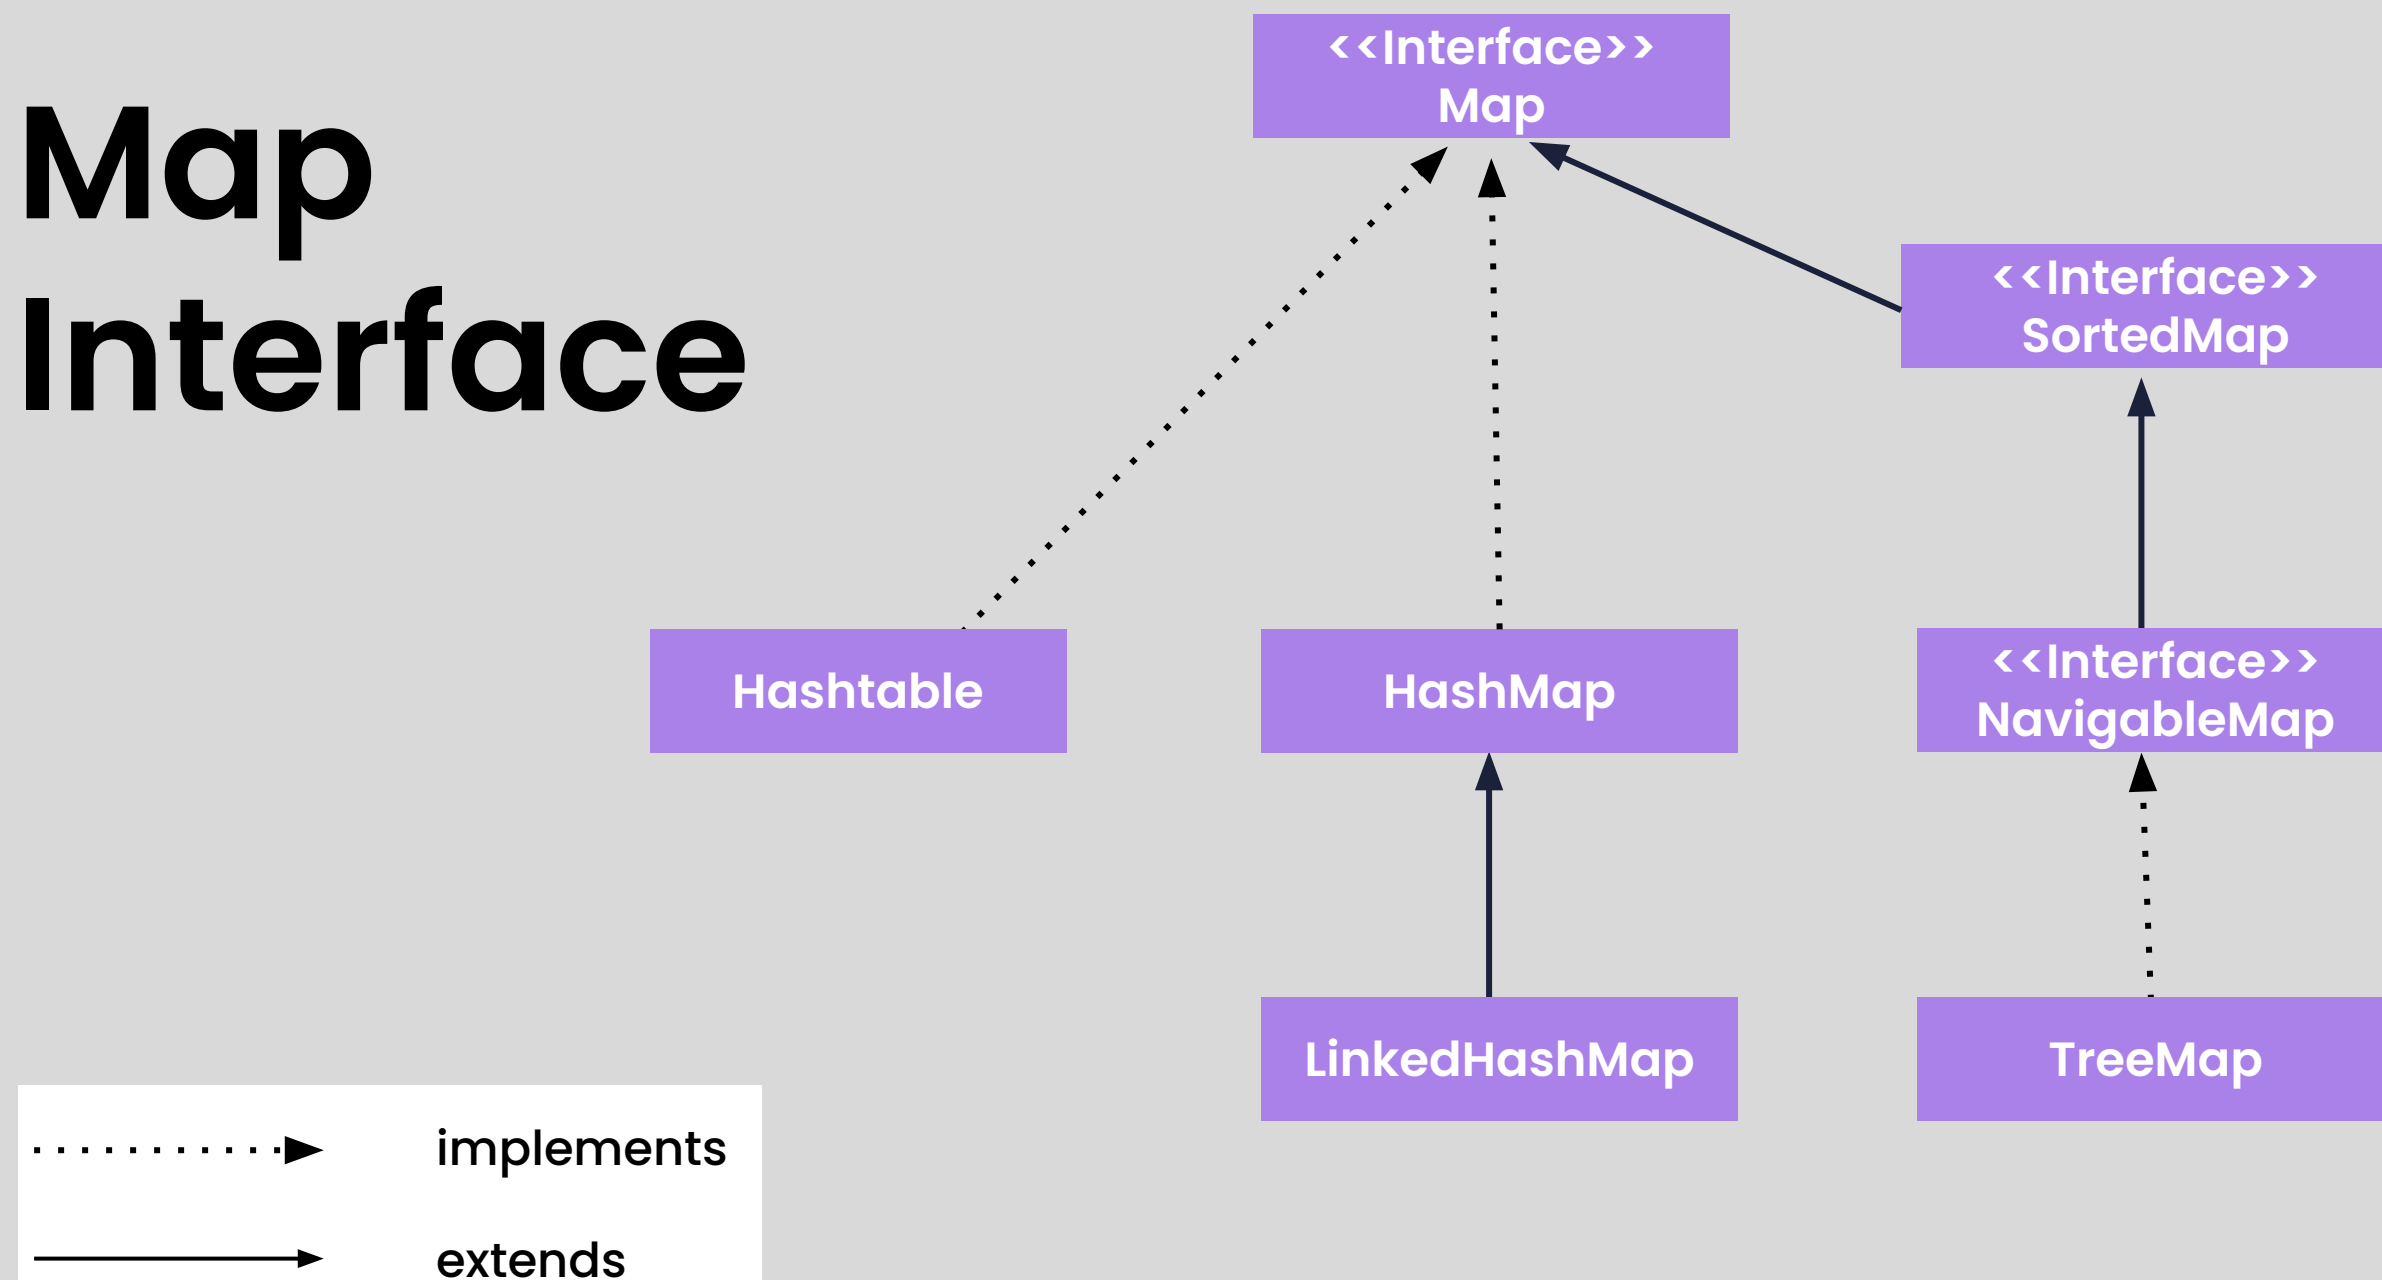 Map
Interface
<<Interface>>
Map
<<Interface>>
SortedMap
Hashtable
HashMap
<<Interface>>
NavigableMap
LinkedHashMap
TreeMap
implements
extends